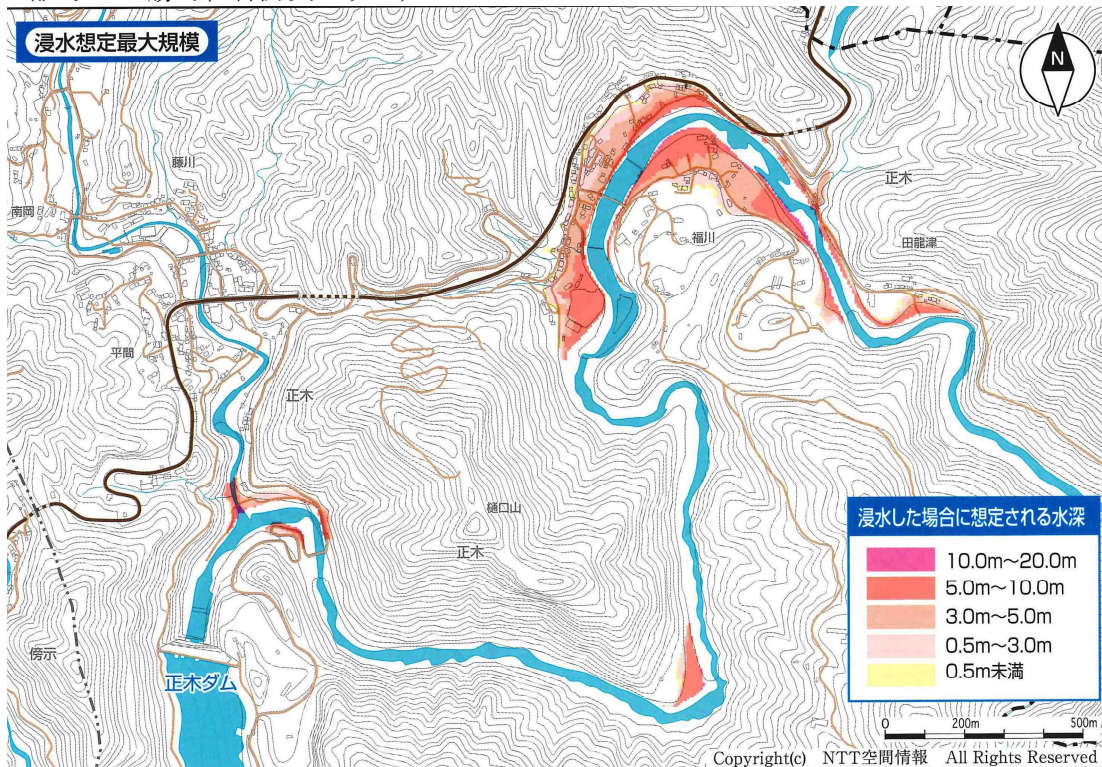 浸水想定最大規模
N
藤川
南岡
正木
田龍津
福川
平間
正木
樋口山
正木
傍示
正木ダム
浸水した場合に想定される水深
10.0m～20.0m
5.0m～10.0m
3.0m～5.0m
0.5m～3.0m
0.5m未満
0 200m 500m
Copyright(c) NTT空間情報 All Rights Reserved